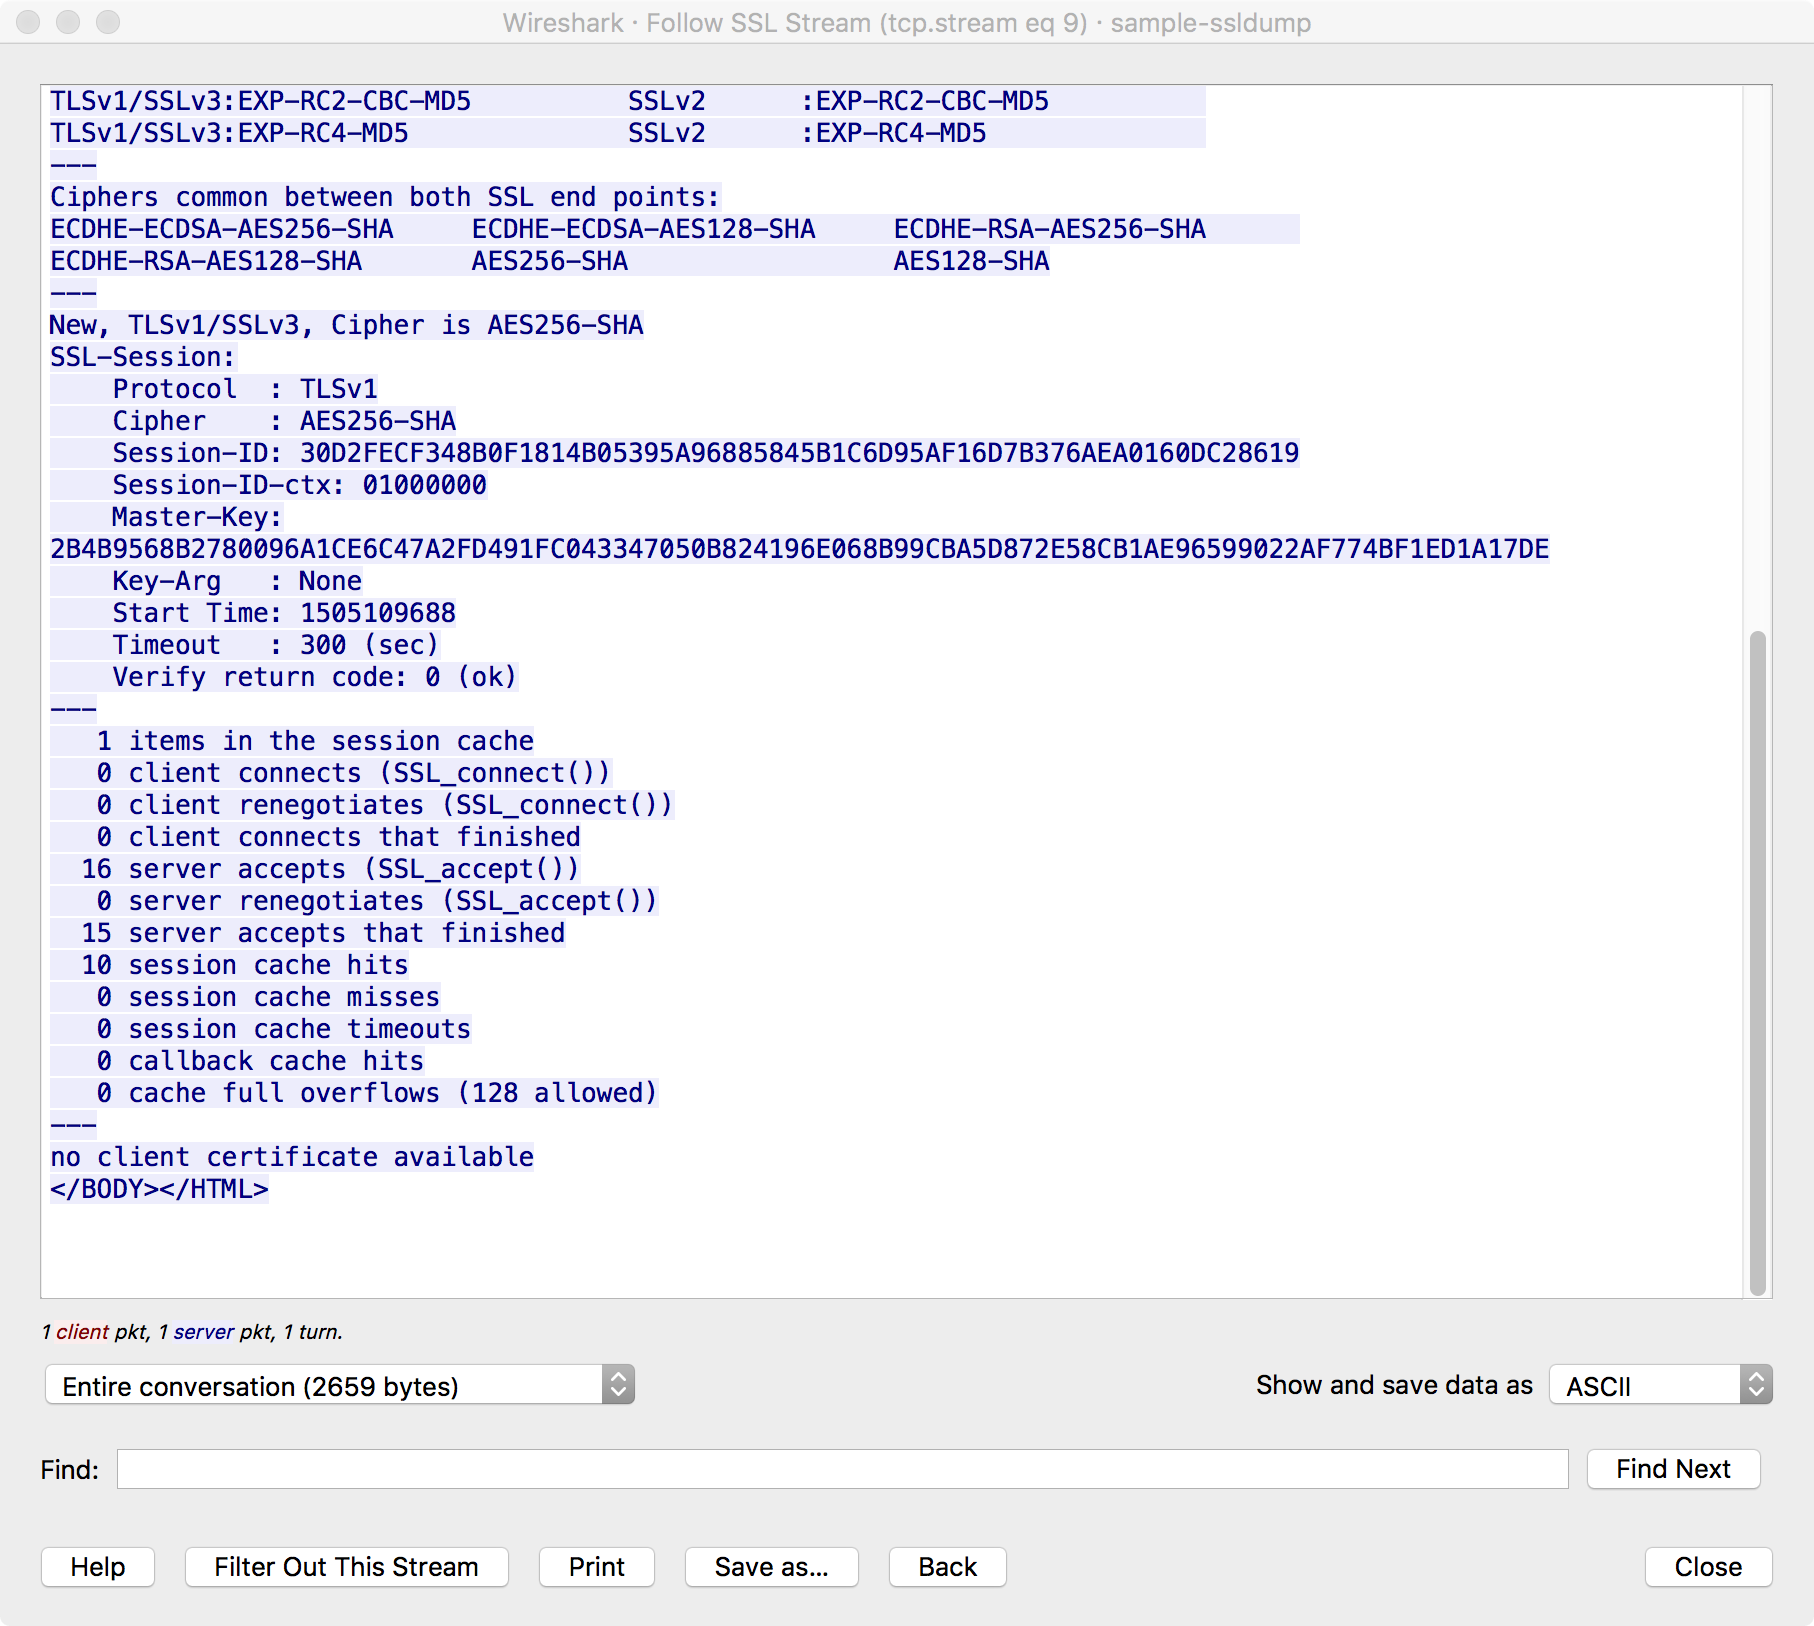 Wireshark · Follow SSL Stream (tcp.stream eq 9) · sample-ssldump
TLSv1/SSLv3:EXP-RC2-CBC-MD5          SSLv2      :EXP-RC2-CBC-MD5
TLSv1/SSLv3:EXP-RC4-MD5              SSLv2      :EXP-RC4-MD5
---
Ciphers common between both SSL end points:
ECDHE-ECDSA-AES256-SHA     ECDHE-ECDSA-AES128-SHA     ECDHE-RSA-AES256-SHA
ECDHE-RSA-AES128-SHA       AES256-SHA                 AES128-SHA
---
New, TLSv1/SSLv3, Cipher is AES256-SHA
SSL-Session:
    Protocol  : TLSv1
    Cipher    : AES256-SHA
    Session-ID: 30D2FECF348B0F1814B05395A96885845B1C6D95AF16D7B376AEA0160DC28619
    Session-ID-ctx: 01000000
    Master-Key:
2B4B9568B2780096A1CE6C47A2FD491FC043347050B824196E068B99CBA5D872E58CB1AE96599022AF774BF1ED1A17DE
    Key-Arg   : None
    Start Time: 1505109688
    Timeout   : 300 (sec)
    Verify return code: 0 (ok)
---
   1 items in the session cache
   0 client connects (SSL_connect())
   0 client renegotiates (SSL_connect())
   0 client connects that finished
  16 server accepts (SSL_accept())
   0 server renegotiates (SSL_accept())
  15 server accepts that finished
  10 session cache hits
   0 session cache misses
   0 session cache timeouts
   0 callback cache hits
   0 cache full overflows (128 allowed)
---
no client certificate available
</BODY></HTML>
1 client pkt, 1 server pkt, 1 turn.
Entire conversation (2659 bytes) Show and save data as ASCII
Find: Find Next
Help Filter Out This Stream Print Save as... Back Close